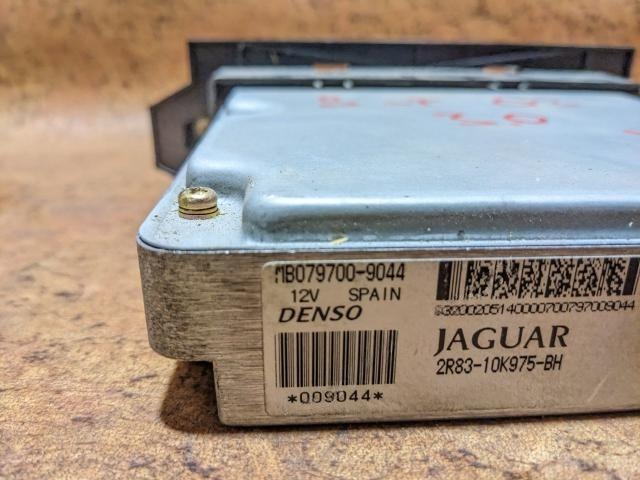 MB079700-9044
12V SPAIN
DENSO
*009044*
JAGUAR
2R83-10K975-BH